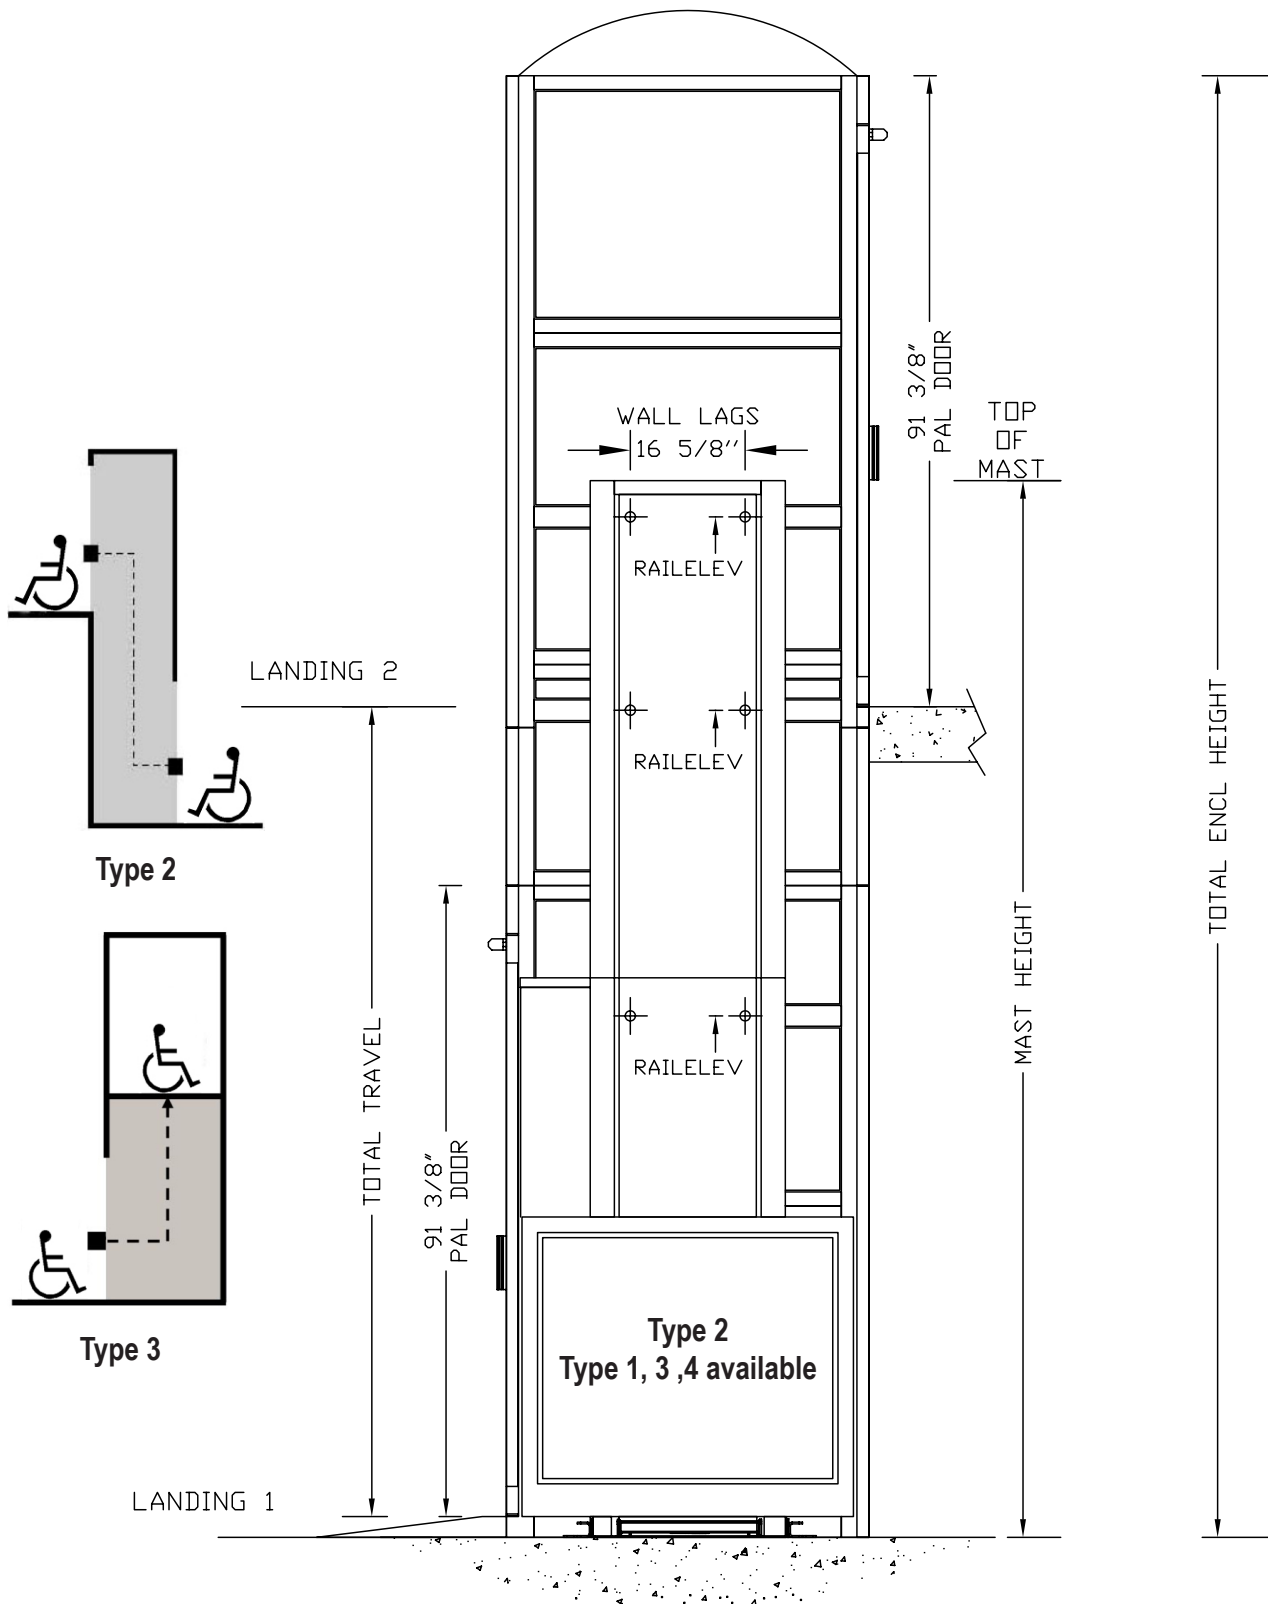 91 3/8"
PAL DOOR
TOTAL ENCL HEIGHT
WALL LAGS
16 5/8''
TOP
OF
MAST
RAILELEV
LANDING 2
RAILELEV
Type 2
MAST HEIGHT
TOTAL TRAVEL
91 3/8"
PAL DOOR
RAILELEV
Type 3
Type 2
Type 1, 3 ,4 available
LANDING 1